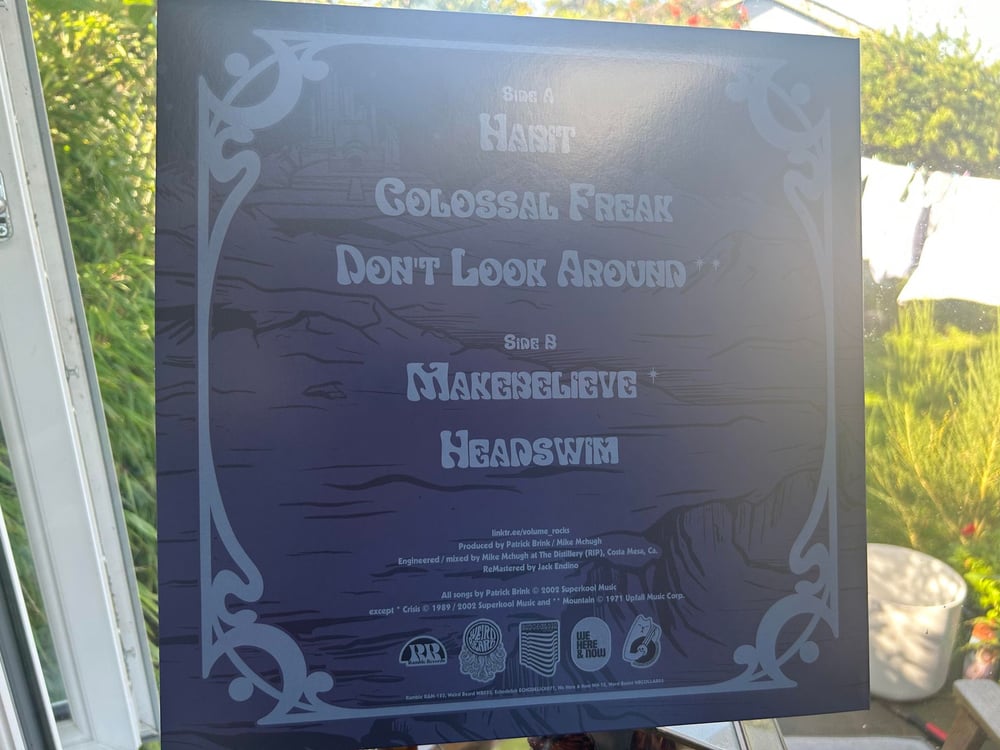 Side A
Habit
Colossal Freak
Don't Look Around **
Side B
Makebelieve *
Headswim
linktr.ee/volume_rocks
Produced by Patrick Brink / Mike Mchugh
Engineered / mixed by Mike Mchugh at The Distillery (RIP), Costa Mesa, Ca.
ReMastered by Jack Endino
All songs by Patrick Brink © 2002 Superkool Music
except * Crisis © 1989 / 2002 Superkool Music and ** Mountain © 1971 Upfall Music Corp.
RR
WEIRD BEARD
WE HERE & NOW